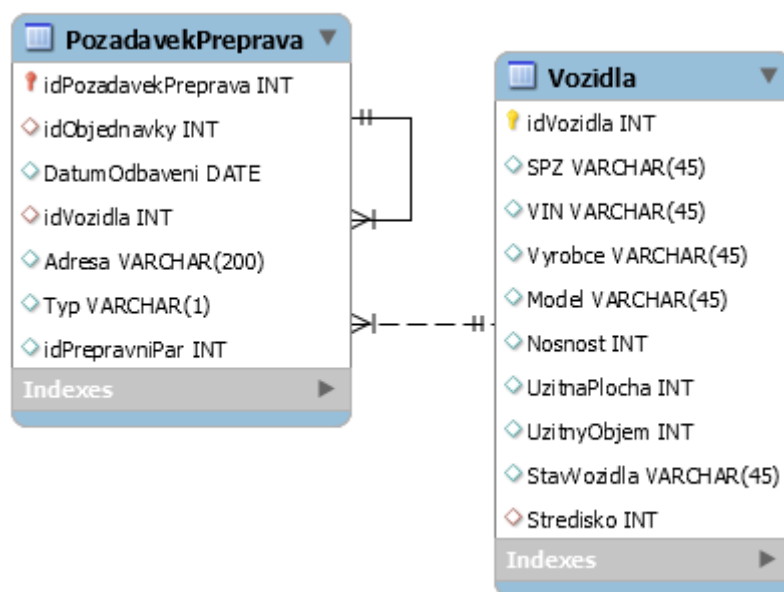 PozadavekPreprava
idPozadavekPreprava INT
idObjednavky INT
DatumOdbaveni DATE
idVozidla INT
Adresa VARCHAR(200)
Typ VARCHAR(1)
idPrepravniPar INT
Indexes
Vozidla
idVozidla INT
SPZ VARCHAR(45)
VIN VARCHAR(45)
Vyrobce VARCHAR(45)
Model VARCHAR(45)
Nosnost INT
UzitnaPlocha INT
UzitnyObjem INT
StavVozidla VARCHAR(45)
Stredisko INT
Indexes